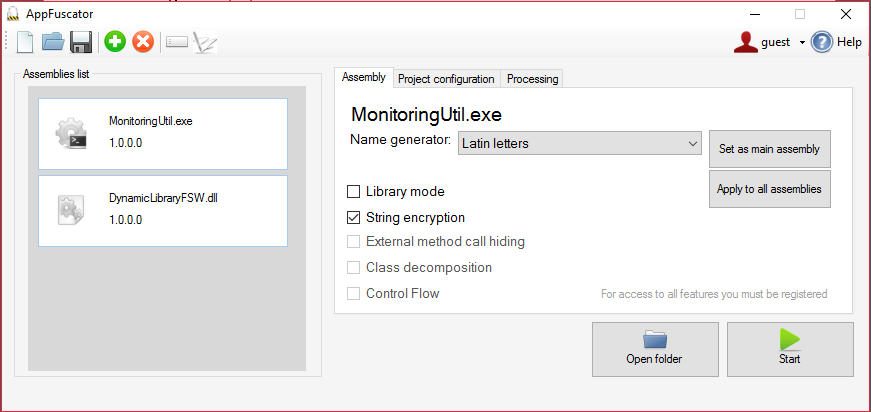 AppFuscator
guest
Help
Assemblies list
MonitoringUtil.exe
1.0.0.0
DynamicLibraryFSW.dll
1.0.0.0
Assembly
Project configuration
Processing
MonitoringUtil.exe
Name generator:
Latin letters
Set as main assembly
Apply to all assemblies
Library mode
String encryption
External method call hiding
Class decomposition
Control Flow
For access to all features you must be registered
Open folder
Start